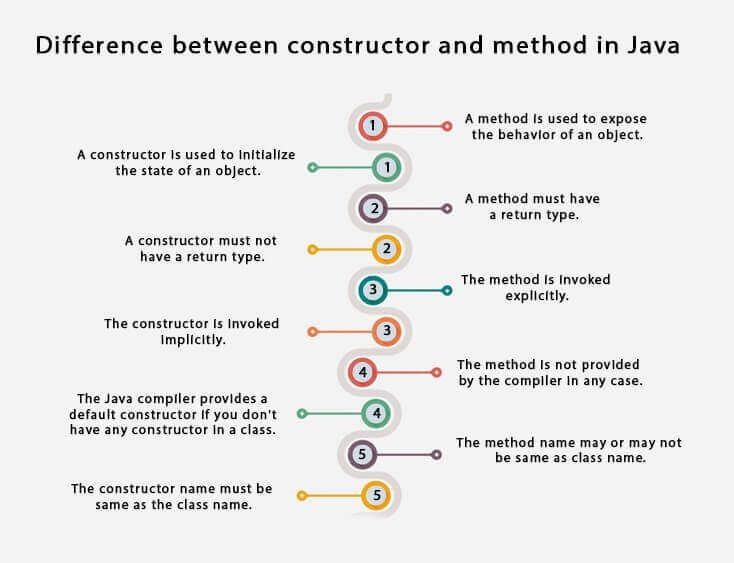 Difference between constructor and method in Java
1
A method is used to expose
the behavior of an object.
A constructor is used to initialize
the state of an object.
1
2
A method must have
a return type.
A constructor must not
have a return type.
2
3
The method is invoked
explicitly.
The constructor is invoked
implicitly.
3
4
The method is not provided
by the compiler in any case.
The Java compiler provides a
default constructor if you don't
have any constructor in a class.
4
5
The method name may or may not
be same as class name.
The constructor name must be
same as the class name.
5